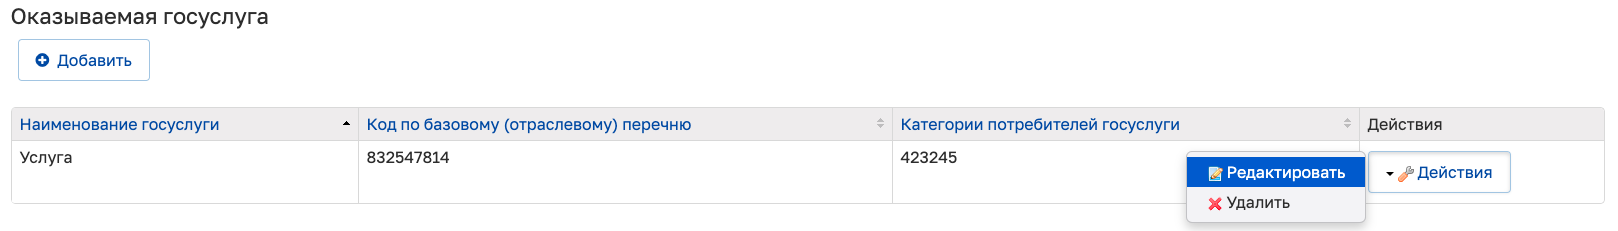 Оказываемая госуслуга
Добавить
Наименование госуслуги Код по базовому (отраслевому) перечню Категории потребителей госуслуги Действия
Услуга 832547814 423245
Редактировать Действия
Удалить